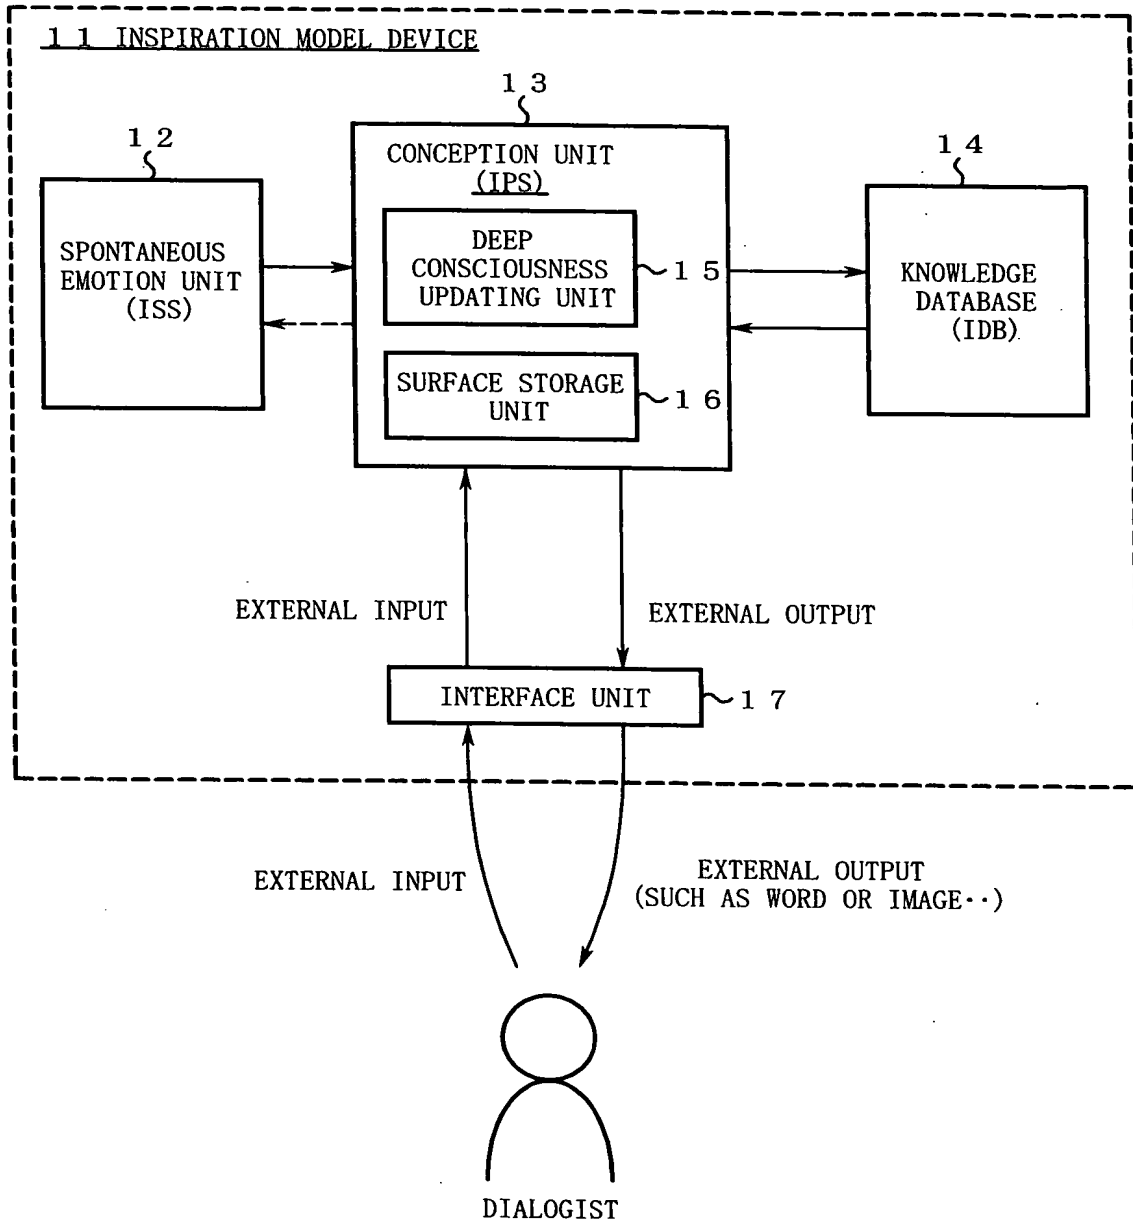 11 INSPIRATION MODEL DEVICE
13
12
14
CONCEPTION UNIT
(IPS)
SPONTANEOUS
EMOTION UNIT
(ISS)
DEEP
CONSCIOUSNESS
UPDATING UNIT
15
KNOWLEDGE
DATABASE
(IDB)
SURFACE STORAGE
UNIT
16
EXTERNAL INPUT
EXTERNAL OUTPUT
INTERFACE UNIT
17
EXTERNAL INPUT
EXTERNAL OUTPUT
(SUCH AS WORD OR IMAGE··)
DIALOGIST